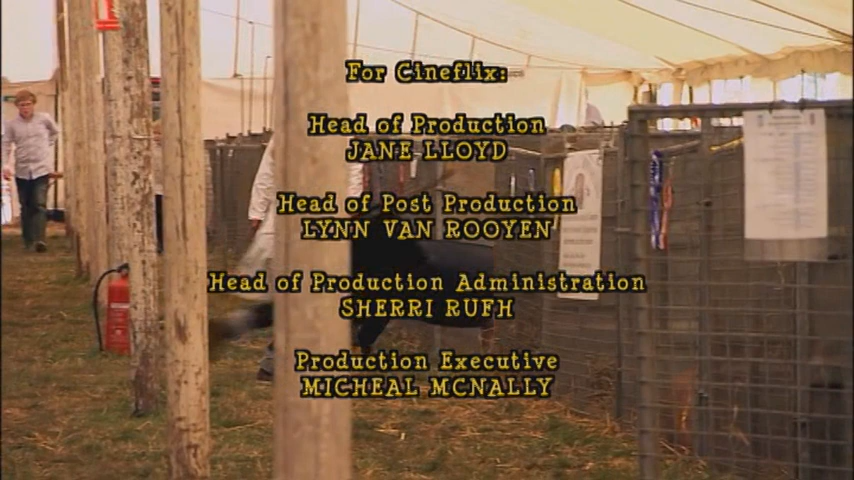 For Cineflix:
Head of Production
JANE LLOYD
Head of Post Production
LYNN VAN ROOYEN
Head of Production Administration
SHERRI RUFH
Production Executive
MICHEAL MCNALLY